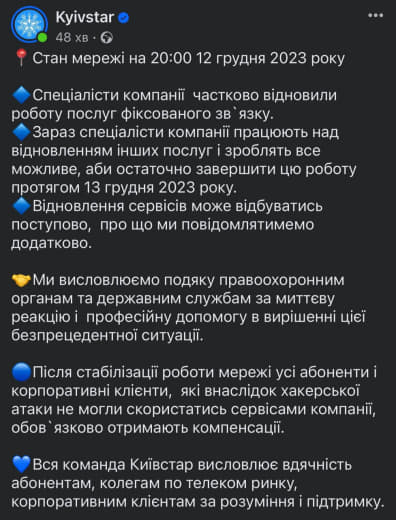 Kyivstar
48 хв ·
Стан мережі на 20:00 12 грудня 2023 року
Спеціалісти компанії  частково відновили
роботу послуг фіксованого зв`язку.
Зараз спеціалісти компанії працюють над
відновленням інших послуг і зроблять все
можливе, аби остаточно завершити цю роботу
протягом 13 грудня 2023 року.
Відновлення сервісів може відбуватись
поступово,  про що ми повідомлятимемо
додатково.
Ми висловлюємо подяку правоохоронним
органам та державним службам за миттєву
реакцію і  професійну допомогу в вирішенні цієї
безпрецедентної ситуації.
Після стабілізації роботи мережі усі абоненти і
корпоративні клієнти,  які внаслідок хакерської
атаки не могли скористатись сервісами компанії,
обов`язково отримають компенсації.
Вся команда Київстар висловлює вдячність
абонентам, колегам по телеком ринку,
корпоративним клієнтам за розуміння і підтримку.